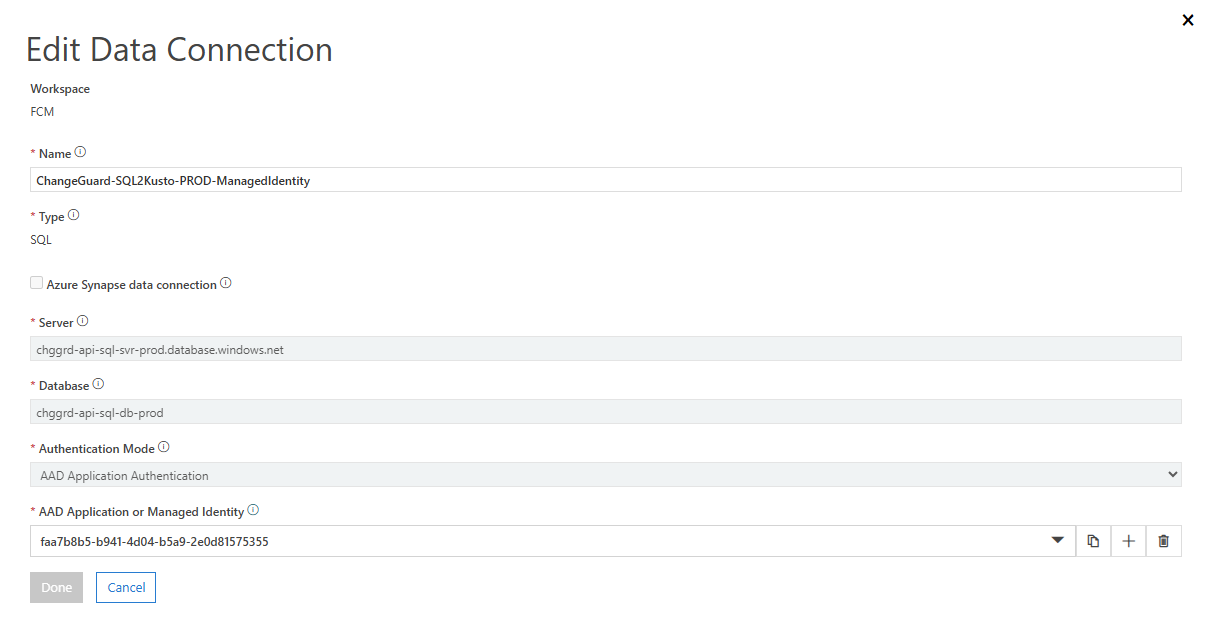 Edit Data Connection
Workspace
FCM
* Name
ChangeGuard-SQL2Kusto-PROD-ManagedIdentity
* Type
SQL
Azure Synapse data connection
* Server
chggrd-api-sql-svr-prod.database.windows.net
* Database
chggrd-api-sql-db-prod
* Authentication Mode
AAD Application Authentication
* AAD Application or Managed Identity
faa7b8b5-b941-4d04-b5a9-2e0d81575355
Done Cancel